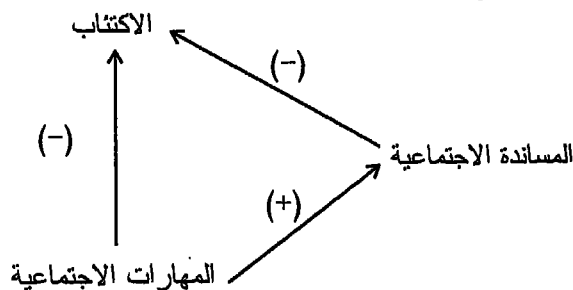 الاكتئاب
(-)
(-)
المساندة الاجتماعية
(+)
المهارات الاجتماعية